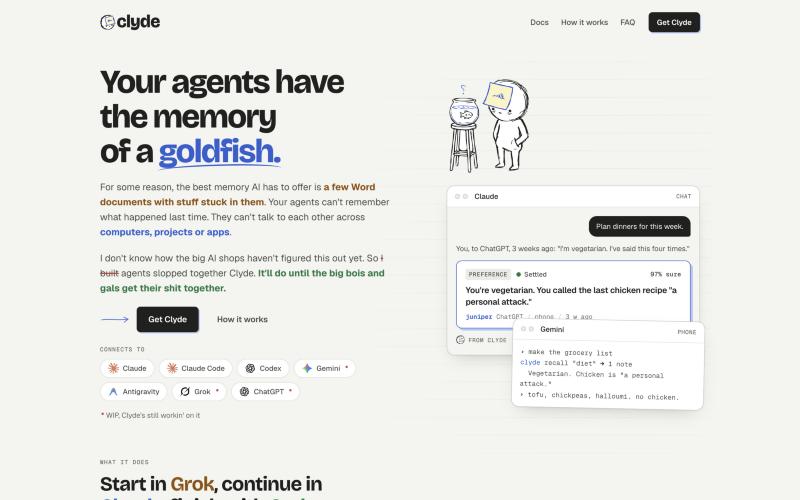 clyde
Docs
How it works
FAQ
Get Clyde
Your agents have
the memory
of a goldfish.
For some reason, the best memory AI has to offer is a few Word
documents with stuff stuck in them. Your agents can't remember
what happened last time. They can't talk to each other across
computers, projects or apps.
I don't know how the big AI shops haven't figured this out yet. So I
built agents slopped together Clyde. It'll do until the big bois and
gals get their shit together.
Get Clyde
How it works
CONNECTS TO
Claude
Claude Code
Codex
Gemini *
Antigravity
Grok *
ChatGPT *
* WIP, Clyde's still workin' on it
?
Claude
CHAT
Plan dinners for this week.
You, to ChatGPT, 3 weeks ago: "I'm vegetarian. I've said this four times."
PREFERENCE
Settled
97% sure
You're vegetarian. You called the last chicken recipe "a
personal attack."
juniper ChatGPT / phone / 3 w ago
FROM CLYDE
Gemini
PHONE
› make the grocery list
clyde recall "diet" → 1 note
Vegetarian. Chicken is "a personal
attack."
› tofu, chickpeas, halloumi, no chicken.
WHAT IT DOES
Start in Grok, continue in